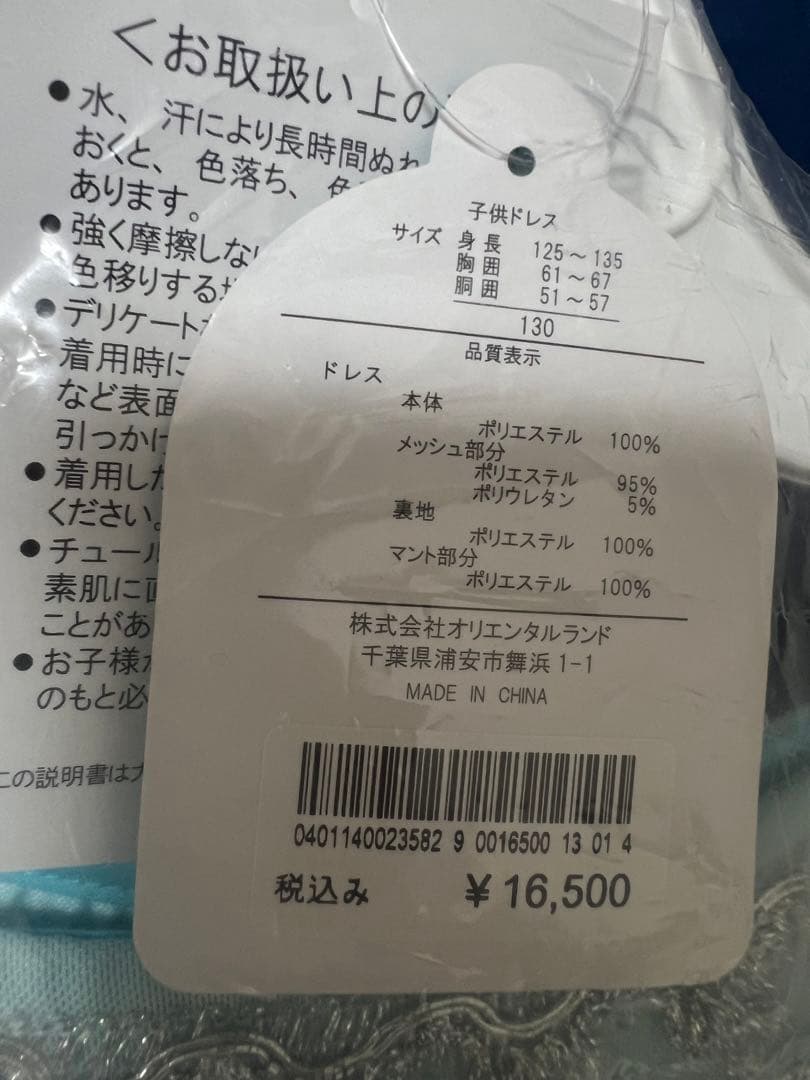 <お取扱い上の
●水、汗により長時間ぬれ
おくと、色落ち、色
あります。
●強く摩擦しな
色移りする
●デリケート
着用時に
など表面
引っかけ
●着用した
ください。
●チュール
素肌に直
ことがあ
●お子様が
のもと必
この説明書は大
子供ドレス
サイズ 身長 125～135
胸囲 61～67
胴囲 51～57
130
品質表示
ドレス
本体
ポリエステル 100%
メッシュ部分
ポリエステル 95%
ポリウレタン 5%
裏地
ポリエステル 100%
マント部分
ポリエステル 100%
株式会社オリエンタルランド
千葉県浦安市舞浜1-1
MADE IN CHINA
0401140023582 9 0016500 13 01 4
税込み ¥16,500